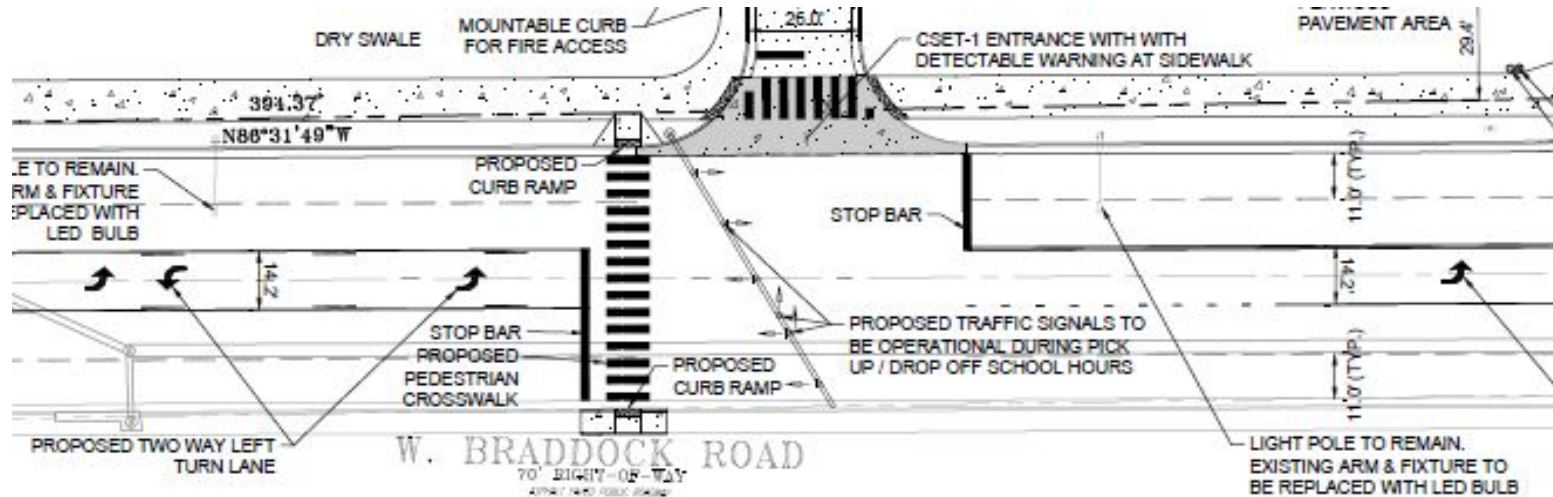 DRY SWALE
MOUNTABLE CURB
FOR FIRE ACCESS
26.0'
CSET-1 ENTRANCE WITH WITH
DETECTABLE WARNING AT SIDEWALK
PAVEMENT AREA
29.4'
394.37'
N86°31'49"W
LE TO REMAIN.
RM & FIXTURE
EPLACED WITH
LED BULB
PROPOSED
CURB RAMP
STOP BAR
11.0' (TYP.)
14.2'
14.2'
STOP BAR
PROPOSED
PEDESTRIAN
CROSSWALK
PROPOSED
CURB RAMP
PROPOSED TRAFFIC SIGNALS TO
BE OPERATIONAL DURING PICK
UP / DROP OFF SCHOOL HOURS
11.0' (TYP.)
PROPOSED TWO WAY LEFT
TURN LANE
W. BRADDOCK ROAD
70' RIGHT-OF-WAY
LIGHT POLE TO REMAIN.
EXISTING ARM & FIXTURE TO
BE REPLACED WITH LED BULB